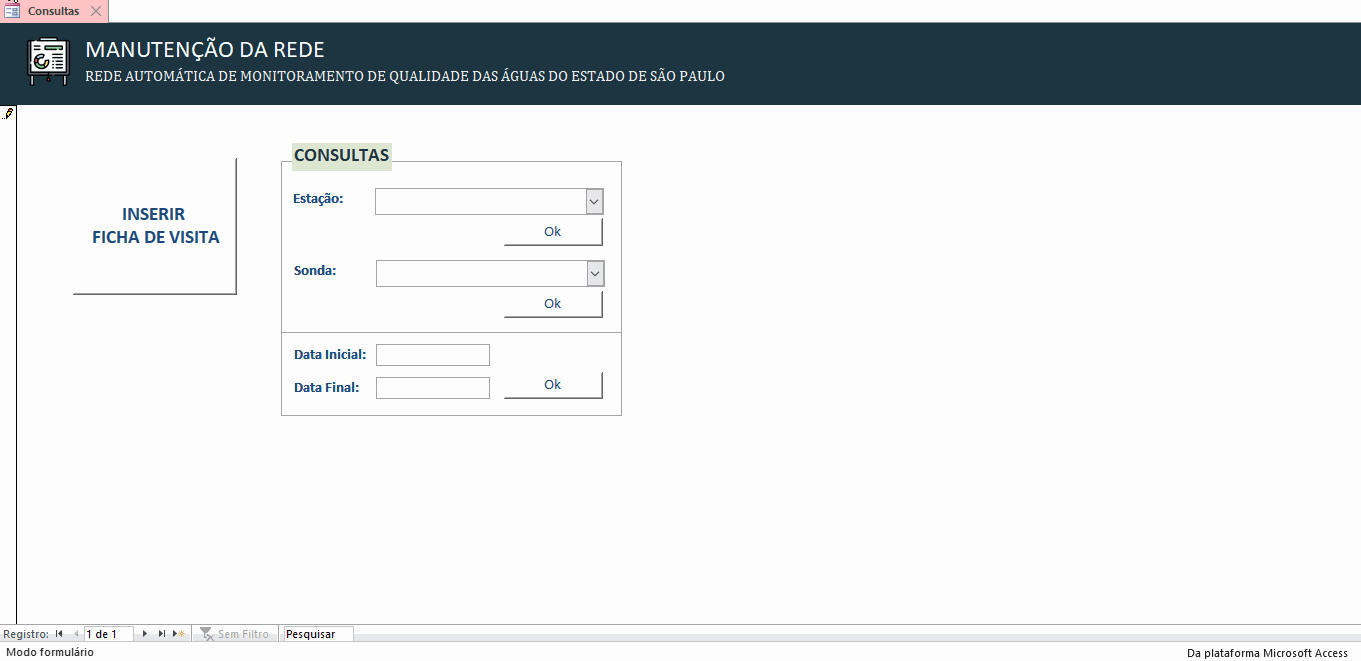 Consultas
MANUTENÇÃO DA REDE
REDE AUTOMÁTICA DE MONITORAMENTO DE QUALIDADE DAS ÁGUAS DO ESTADO DE SÃO PAULO
INSERIR
FICHA DE VISITA
CONSULTAS
Estação:
Ok
Sonda:
Ok
Data Inicial:
Data Final:
Ok
Registro: 1 de 1 Sem Filtro Pesquisar
Modo formulário
Da plataforma Microsoft Access